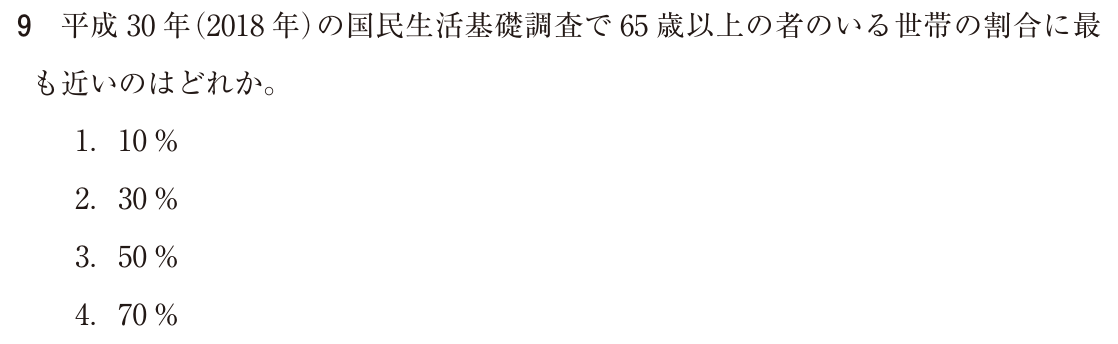 9 平成 30 年(2018 年)の国民生活基礎調査で 65 歳以上の者のいる世帯の割合に最
も近いのはどれか。
1. 10 %
2. 30 %
3. 50 %
4. 70 %